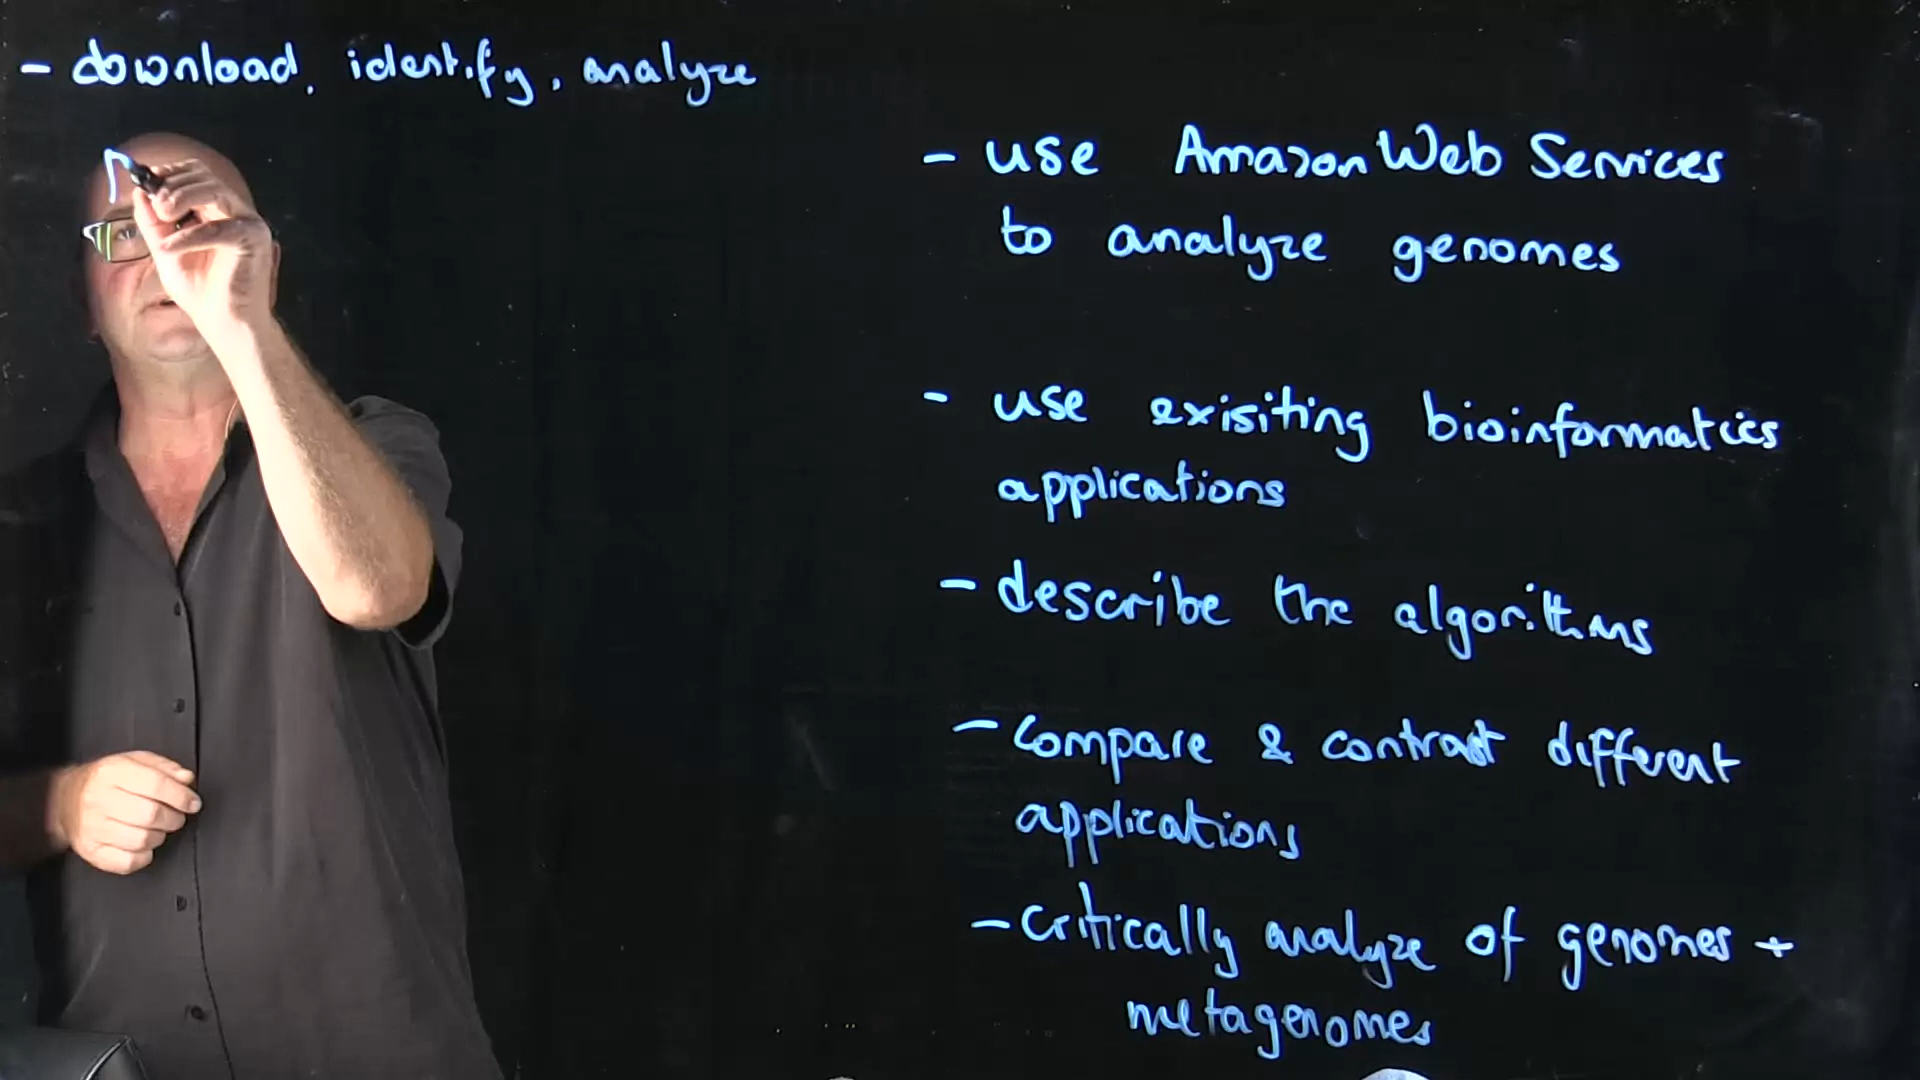 - download, identify, analyze
- use Amazon Web Services
to analyze genomes
- use exisiting bioinformatics
applications
- describe the algorithms
- compare & contrast different
applications
- critically analyze of genomes +
metagenomes